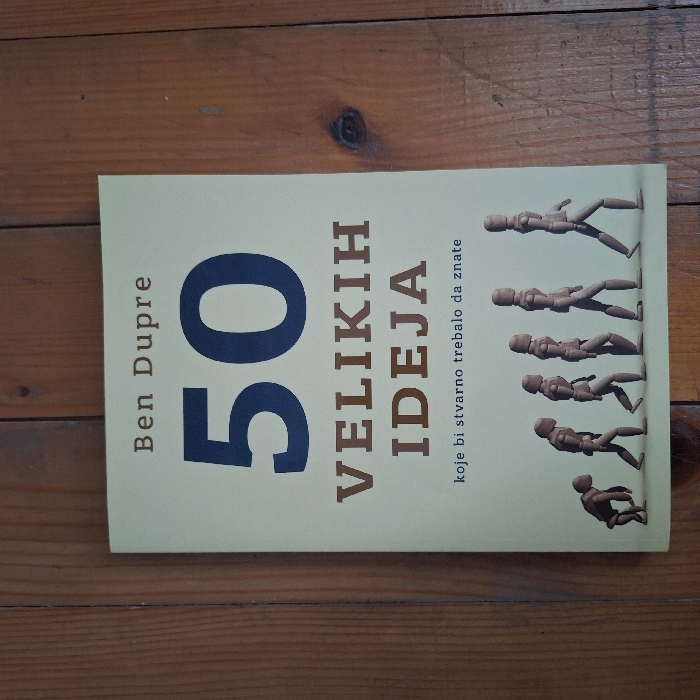 Ben Dupre
50
VELIKIH
IDEJA
koje bi stvarno trebalo da znate